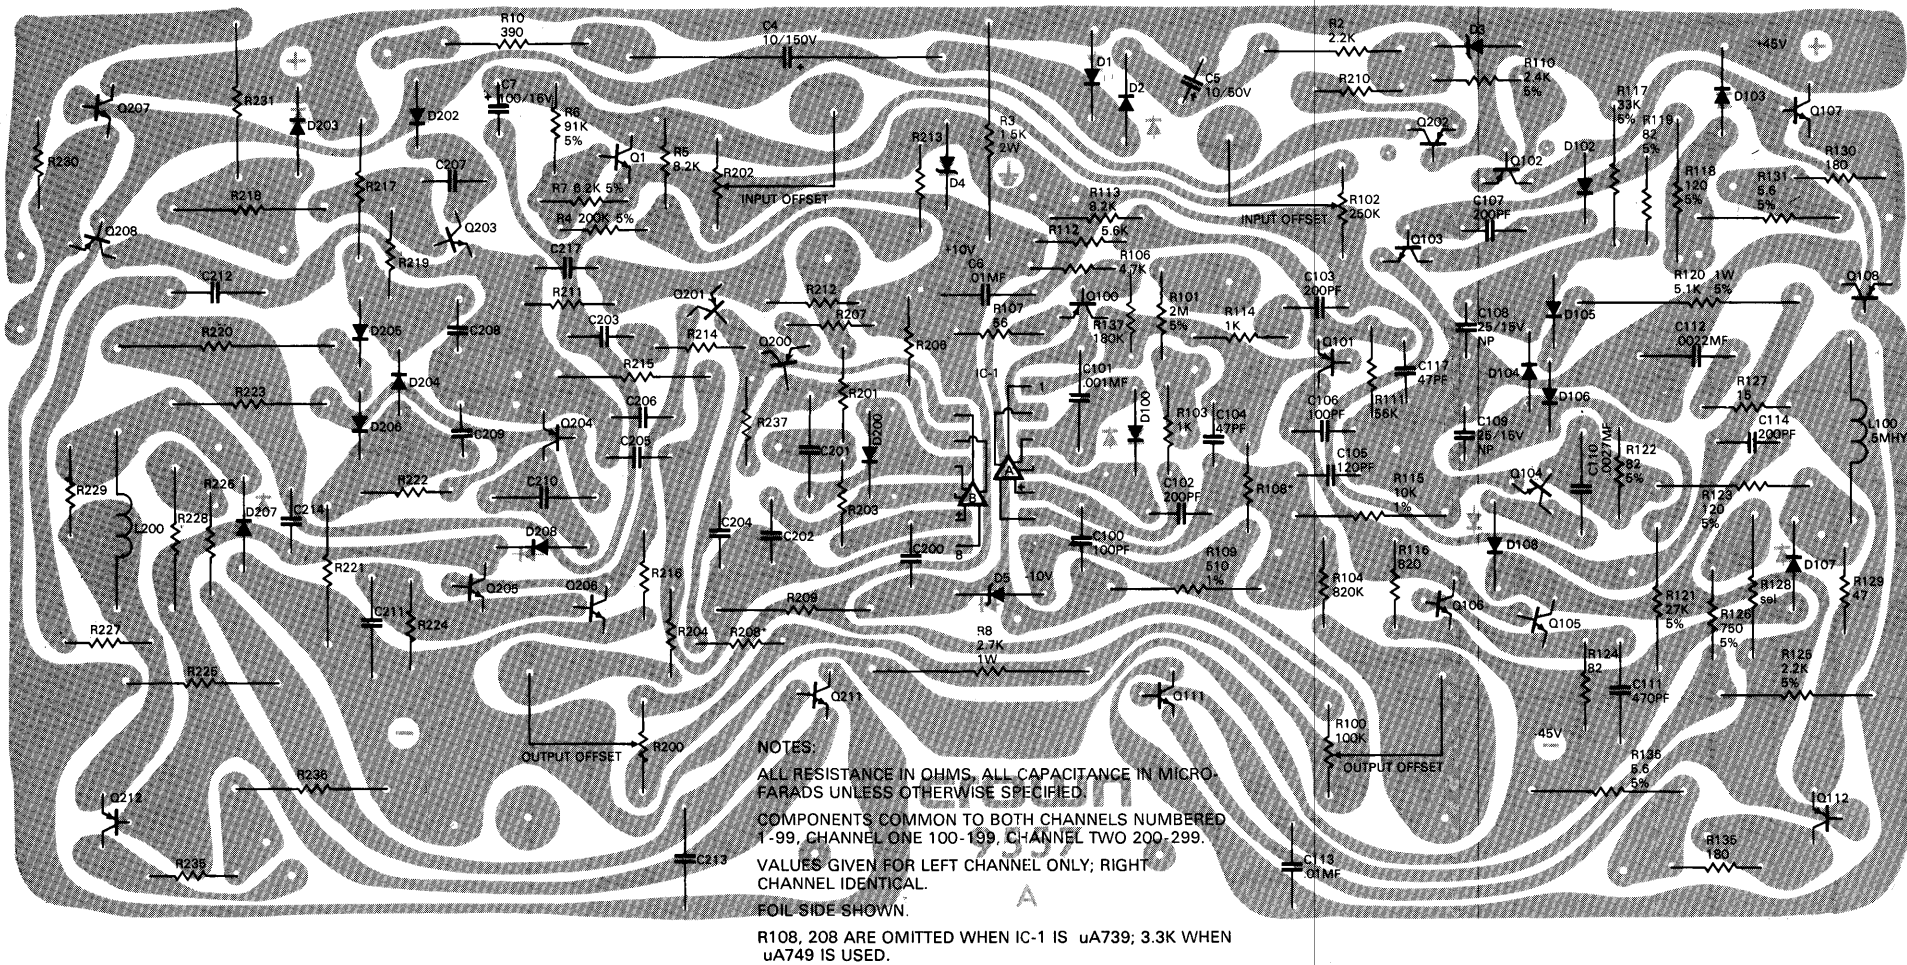 R10
390
C4
10/150V
+
R2
2.2K
D3
+45V
D1
R110
2.4K
5%
D2
C5
10/50V
+
R210
C7
+ 100/16V
Q207
R231
D203
D202
R6
91K
5%
R117
33K
5%
D103
Q107
R119
82
5%
Q202
R3
1.5K
2W
R213
Q1
R5
8.2K
D102
R230
C207
R202
D4
Q102
R130
180
R118
120
5%
R131
5.6
5%
R217
R7 6.2K 5%
INPUT OFFSET
R113
8.2K
INPUT OFFSET
R102
250K
C107
200PF
R218
R4 200K 5%
Q208
Q203
R112
5.6K
Q103
C217
+10V
R219
C6
.01MF
R106
4.7K
C103
200PF
R120
5.1K
1W
5%
Q108
C212
R211
Q201
R212
R107
56
Q100
R101
2M
5%
R114
1K
C108
25/15V
NP
D105
R207
R137
180K
D205
C208
C203
R214
R206
C112
.0022MF
R220
Q200
Q101
R215
IC-1
C101
.001MF
C117
47PF
D104
D204
1
R127
15
R223
R201
D100
R103
1K
C104
47PF
C106
100PF
R111
56K
D106
C206
D206
C209
Q204
R237
D200
C109
25/15V
NP
C114
200PF
L100
.5MHY
C205
C201
A
C105
120PF
C110
.0027MF
R122
82
5%
R229
R226
R222
C210
B
C102
200PF
R108*
R115
10K
1%
Q104
R123
120
5%
R228
D207
C214
L200
R203
C204
C202
D208
C200
8
C100
100PF
R109
510
1%
D108
R221
R216
D5
-10V
R116
820
D107
Q205
Q206
R104
820K
R128
sel
R129
47
C211
R224
R209
Q106
Q105
R121
27K
5%
R126
750
5%
R227
R204
R208*
R8
2.7K
1W
R124
82
R125
2.2K
5%
R225
Q211
Q111
C111
470PF
OUTPUT OFFSET
R200
R100
100K
OUTPUT OFFSET
-45V
R136
5.6
5%
R236
Q212
Q112
R235
C213
C113
.01MF
R135
180
NOTES:
ALL RESISTANCE IN OHMS, ALL CAPACITANCE IN MICRO-
FARADS UNLESS OTHERWISE SPECIFIED.
COMPONENTS COMMON TO BOTH CHANNELS NUMBERED
1-99, CHANNEL ONE 100-199, CHANNEL TWO 200-299.
VALUES GIVEN FOR LEFT CHANNEL ONLY; RIGHT
CHANNEL IDENTICAL.
A
FOIL SIDE SHOWN.
R108, 208 ARE OMITTED WHEN IC-1 IS uA739; 3.3K WHEN
uA749 IS USED.